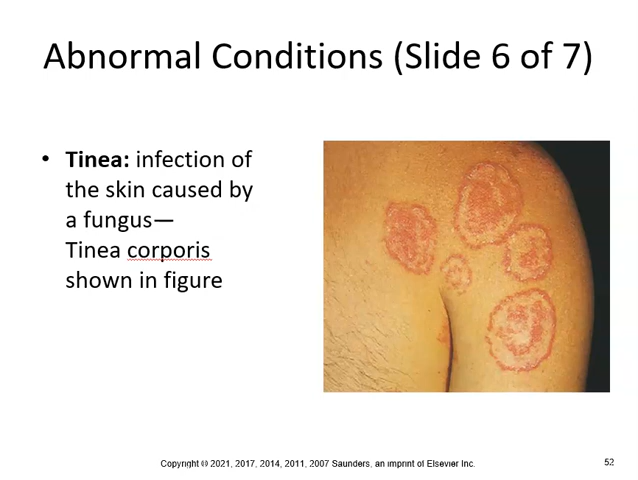 Abnormal Conditions (Slide 6 of 7)
• Tinea: infection of
the skin caused by
a fungus—
Tinea corporis
shown in figure
Copyright © 2021, 2017, 2014, 2011, 2007 Saunders, an imprint of Elsevier Inc.
52